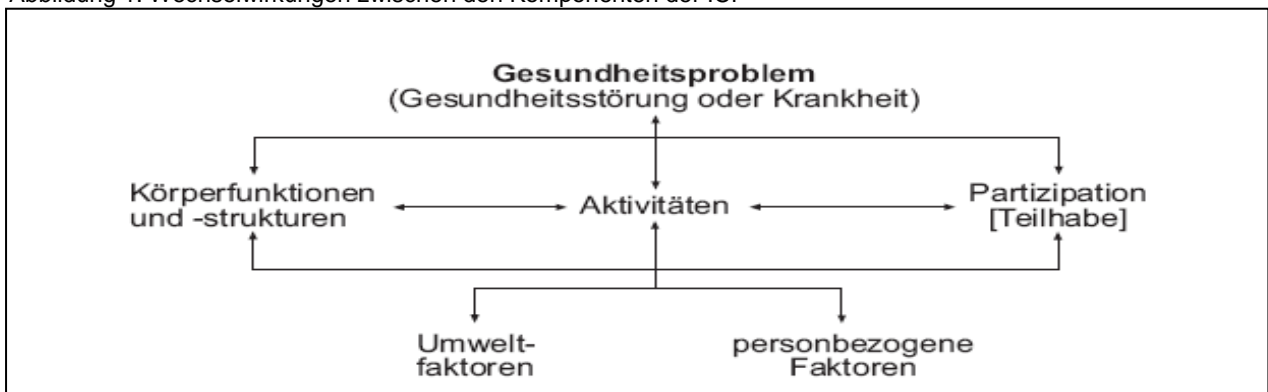 Abbildung 1: Wechselwirkungen zwischen den Komponenten der ICF
Gesundheitsproblem
(Gesundheitsstörung oder Krankheit)
Körperfunktionen
und -strukturen
Aktivitäten
Partizipation
[Teilhabe]
Umwelt-
faktoren
personbezogene
Faktoren